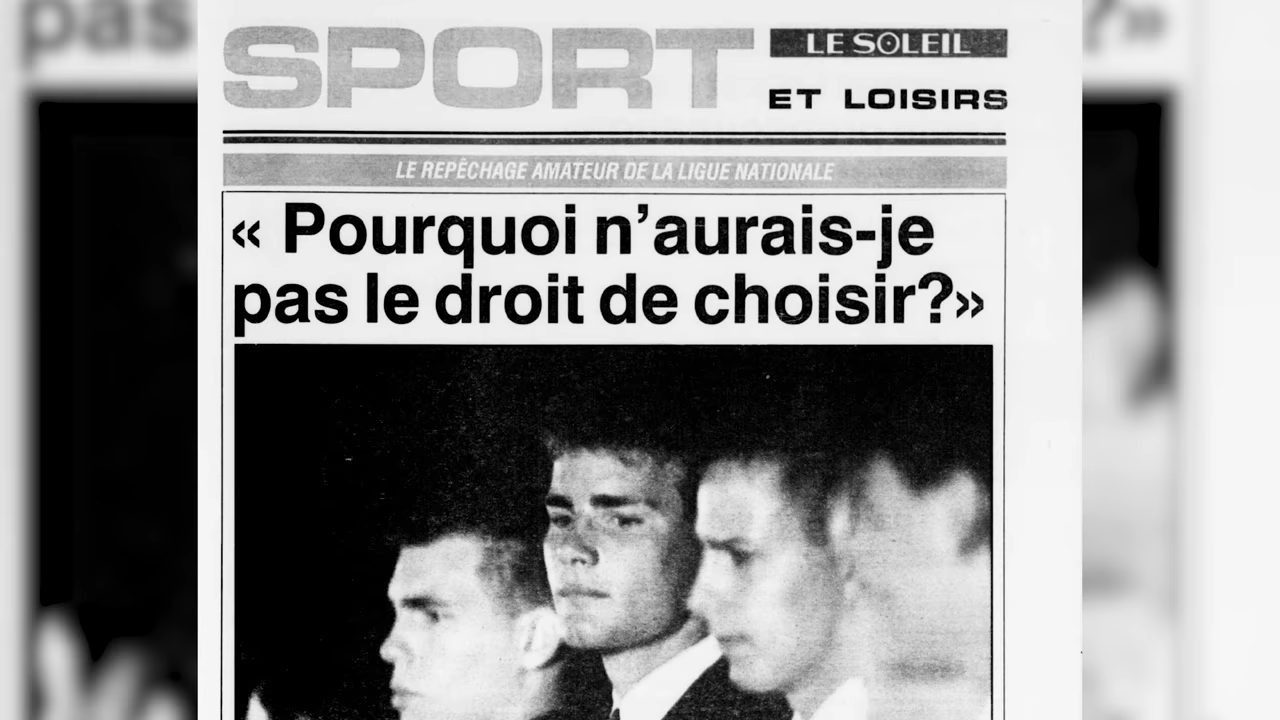 SPORT
LE SOLEIL
ET LOISIRS
LE REPÊCHAGE AMATEUR DE LA LIGUE NATIONALE
« Pourquoi n’aurais-je
pas le droit de choisir?»